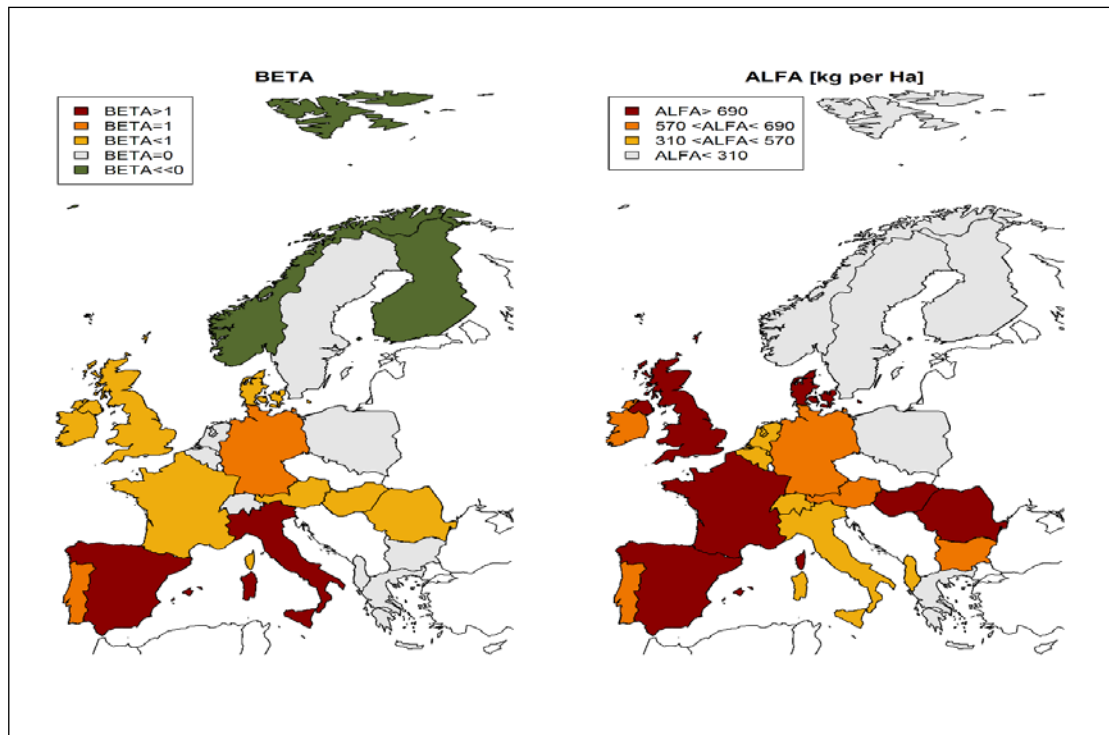 BETA
BETA>1
BETA=1
BETA<1
BETA=0
BETA<<0
ALFA [kg per Ha]
ALFA> 690
570 <ALFA< 690
310 <ALFA< 570
ALFA< 310